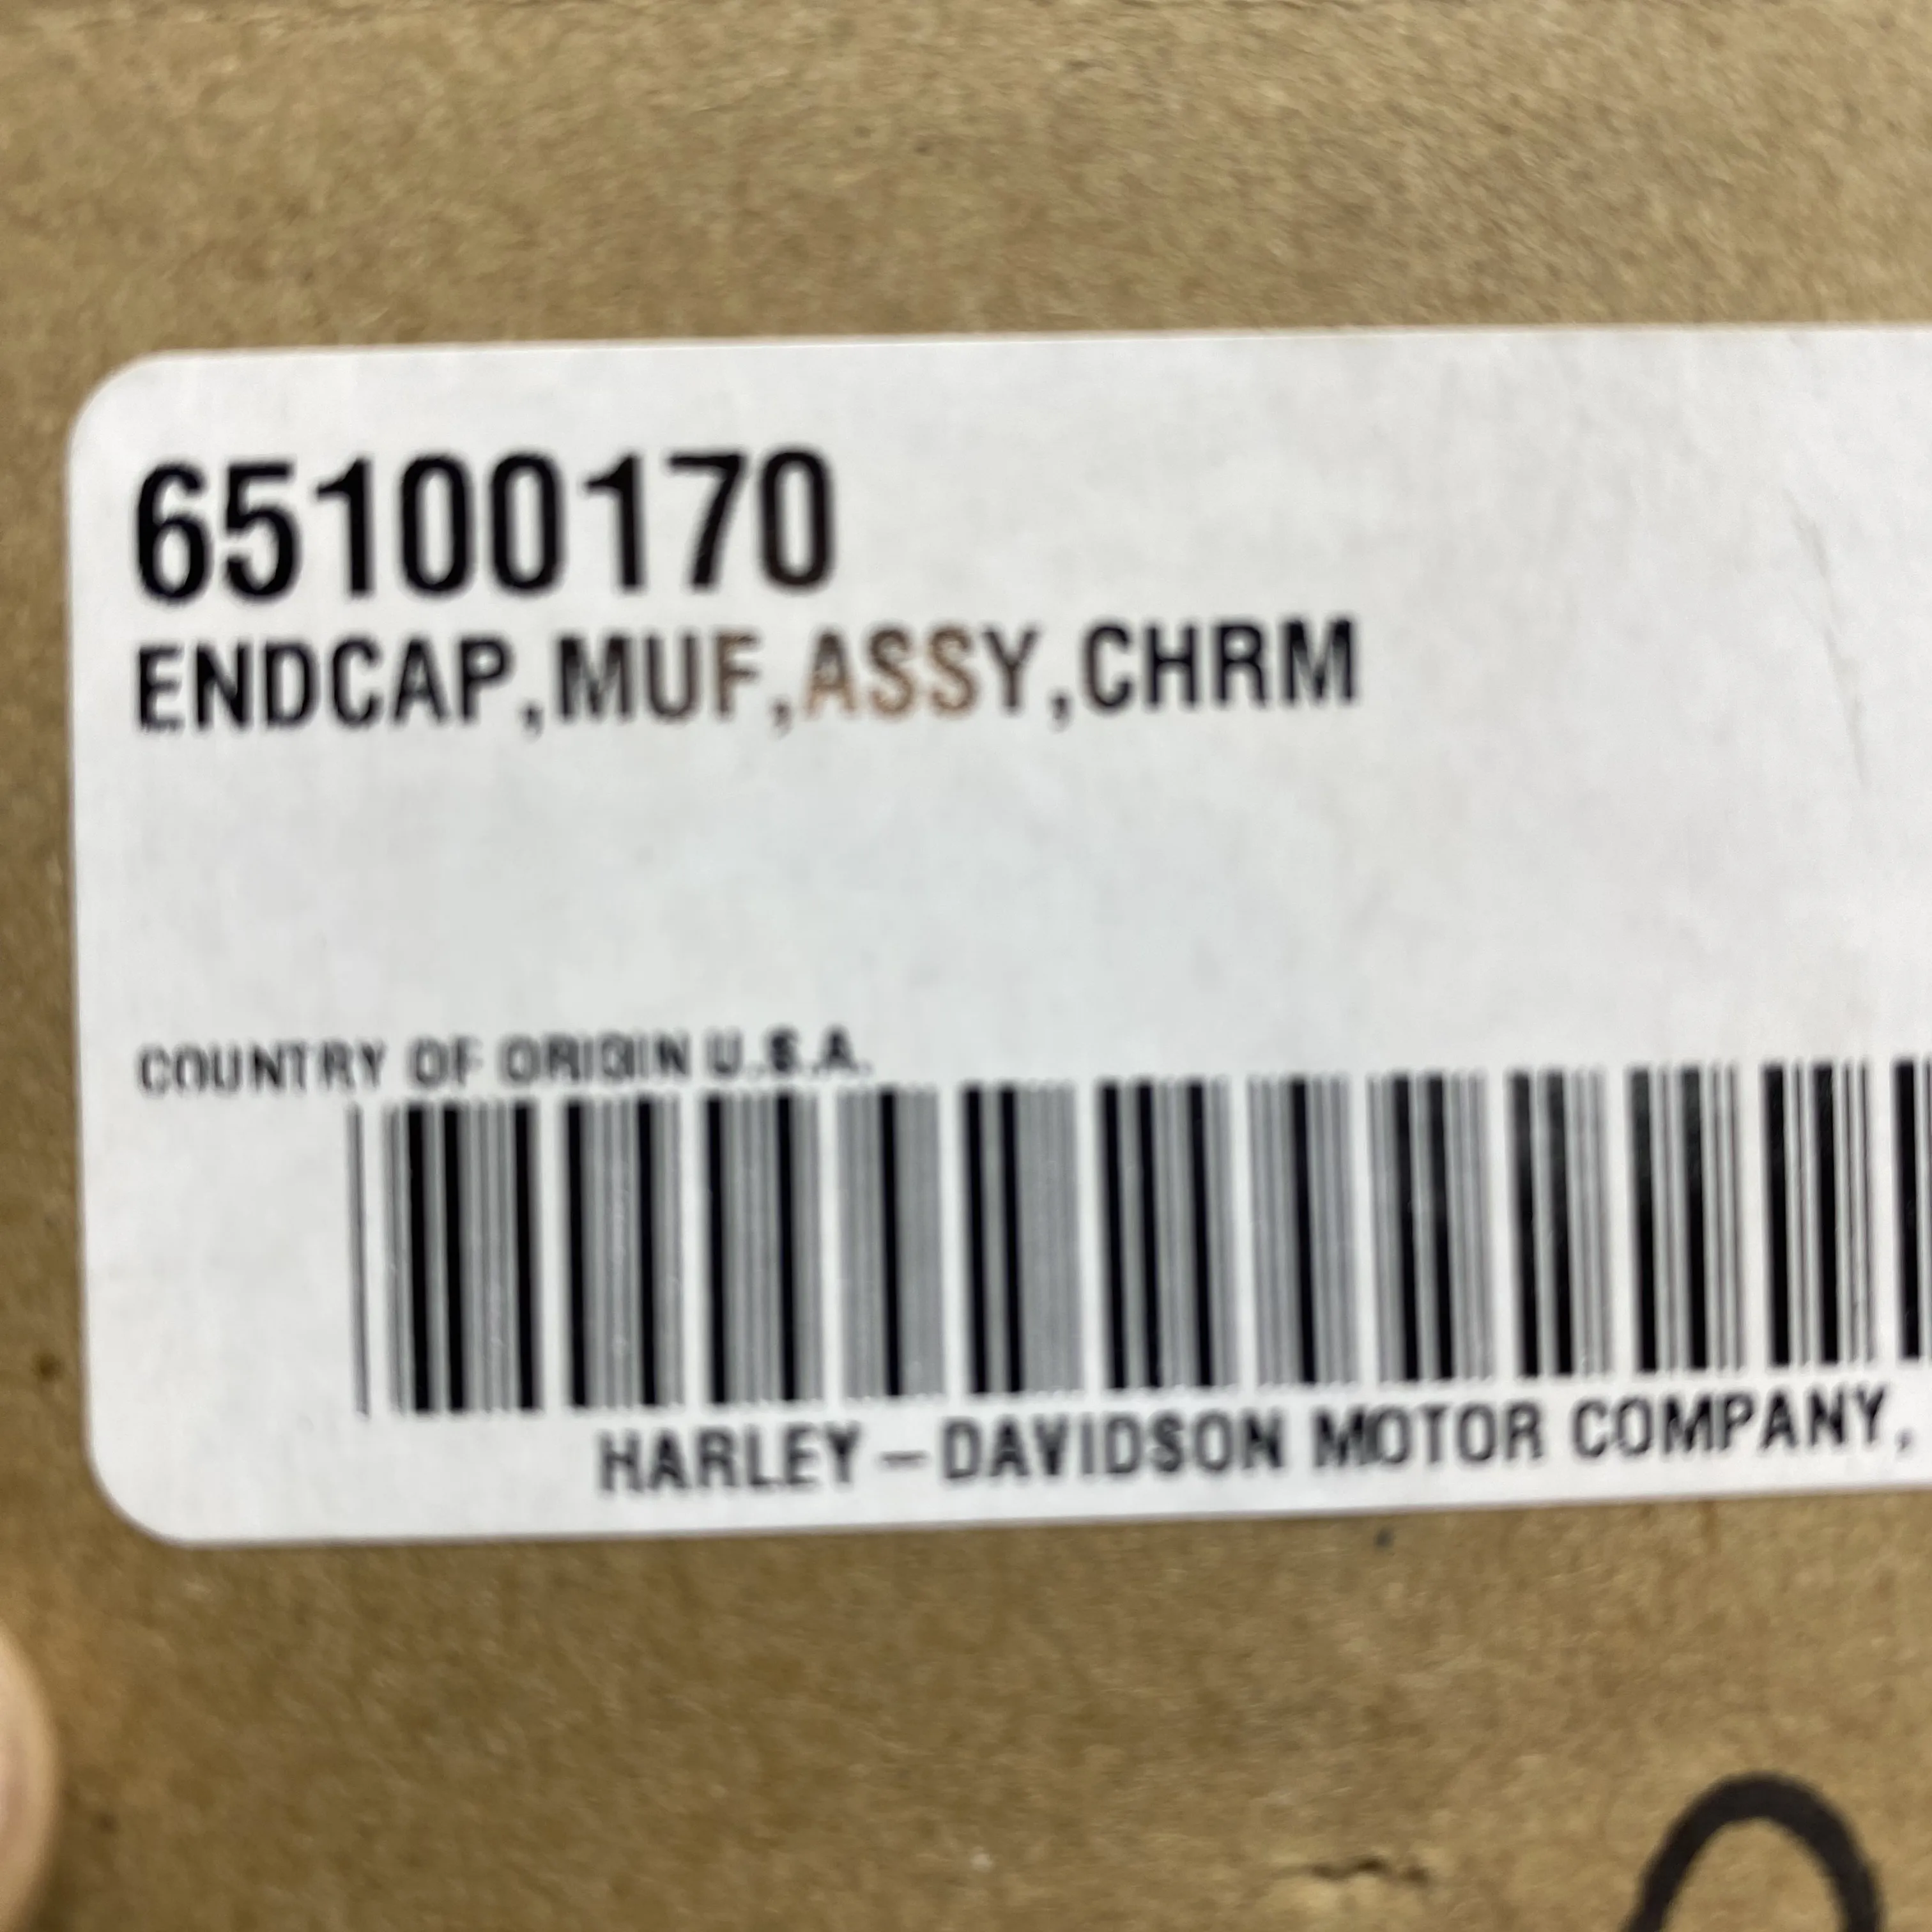 65100170
ENDCAP,MUF,ASSY,CHRM
COUNTRY OF ORIGIN U.S.A.
HARLEY-DAVIDSON MOTOR COMPANY,